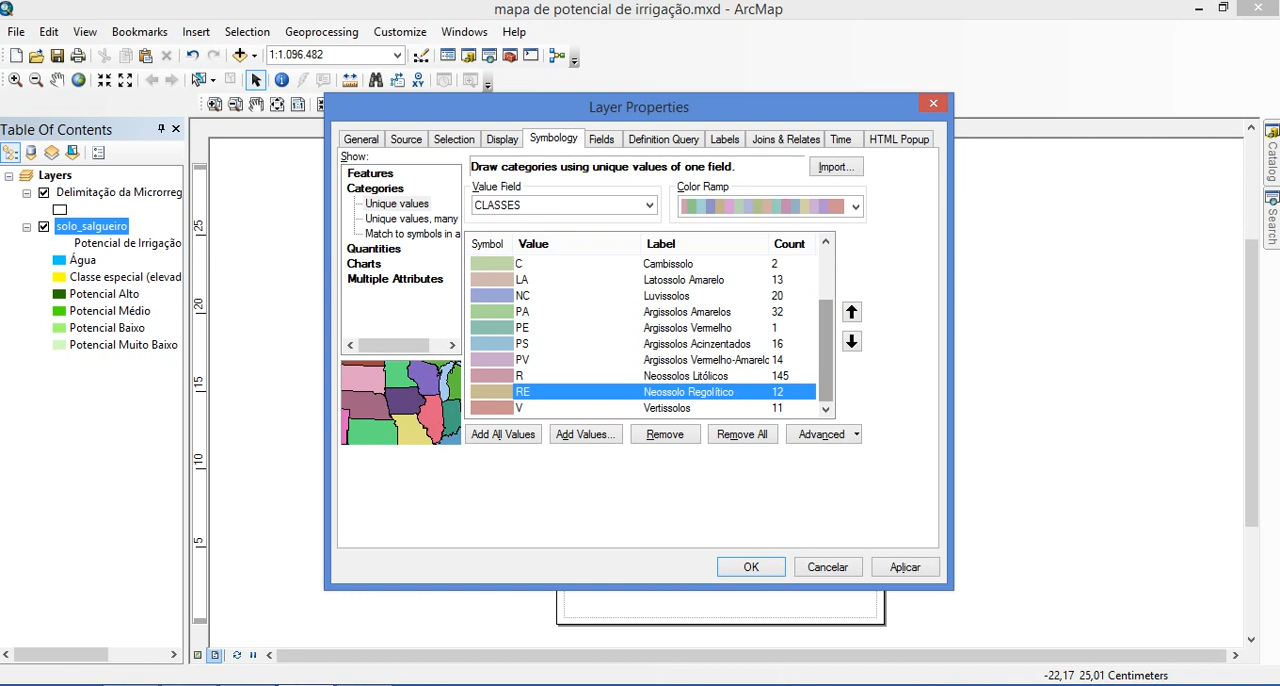 mapa de potencial de irrigação.mxd - ArcMap
File Edit View Bookmarks Insert Selection Geoprocessing Customize Windows Help
1:1.096.482
Table Of Contents
Layers
Delimitação da Microrreg
solo_salgueiro
Potencial de Irrigação
Água
Classe especial (elevad
Potencial Alto
Potencial Médio
Potencial Baixo
Potencial Muito Baixo
25
20
15
10
5
Layer Properties
General Source Selection Display Symbology Fields Definition Query Labels Joins & Relates Time HTML Popup
Show:
Features
Categories
Unique values
Unique values, many
Match to symbols in a
Quantities
Charts
Multiple Attributes
Draw categories using unique values of one field.
Import...
Value Field
CLASSES
Color Ramp
Symbol Value Label Count
C Cambissolo 2
LA Latossolo Amarelo 13
NC Luvissolos 20
PA Argissolos Amarelos 32
PE Argissolos Vermelho 1
PS Argissolos Acinzentados 16
PV Argissolos Vermelho-Amarelc 14
R Neossolos Litólicos 145
RE Neossolo Regolítico 12
V Vertissolos 11
Add All Values Add Values... Remove Remove All Advanced
OK Cancelar Aplicar
Catalog
Search
-22,17 25,01 Centimeters